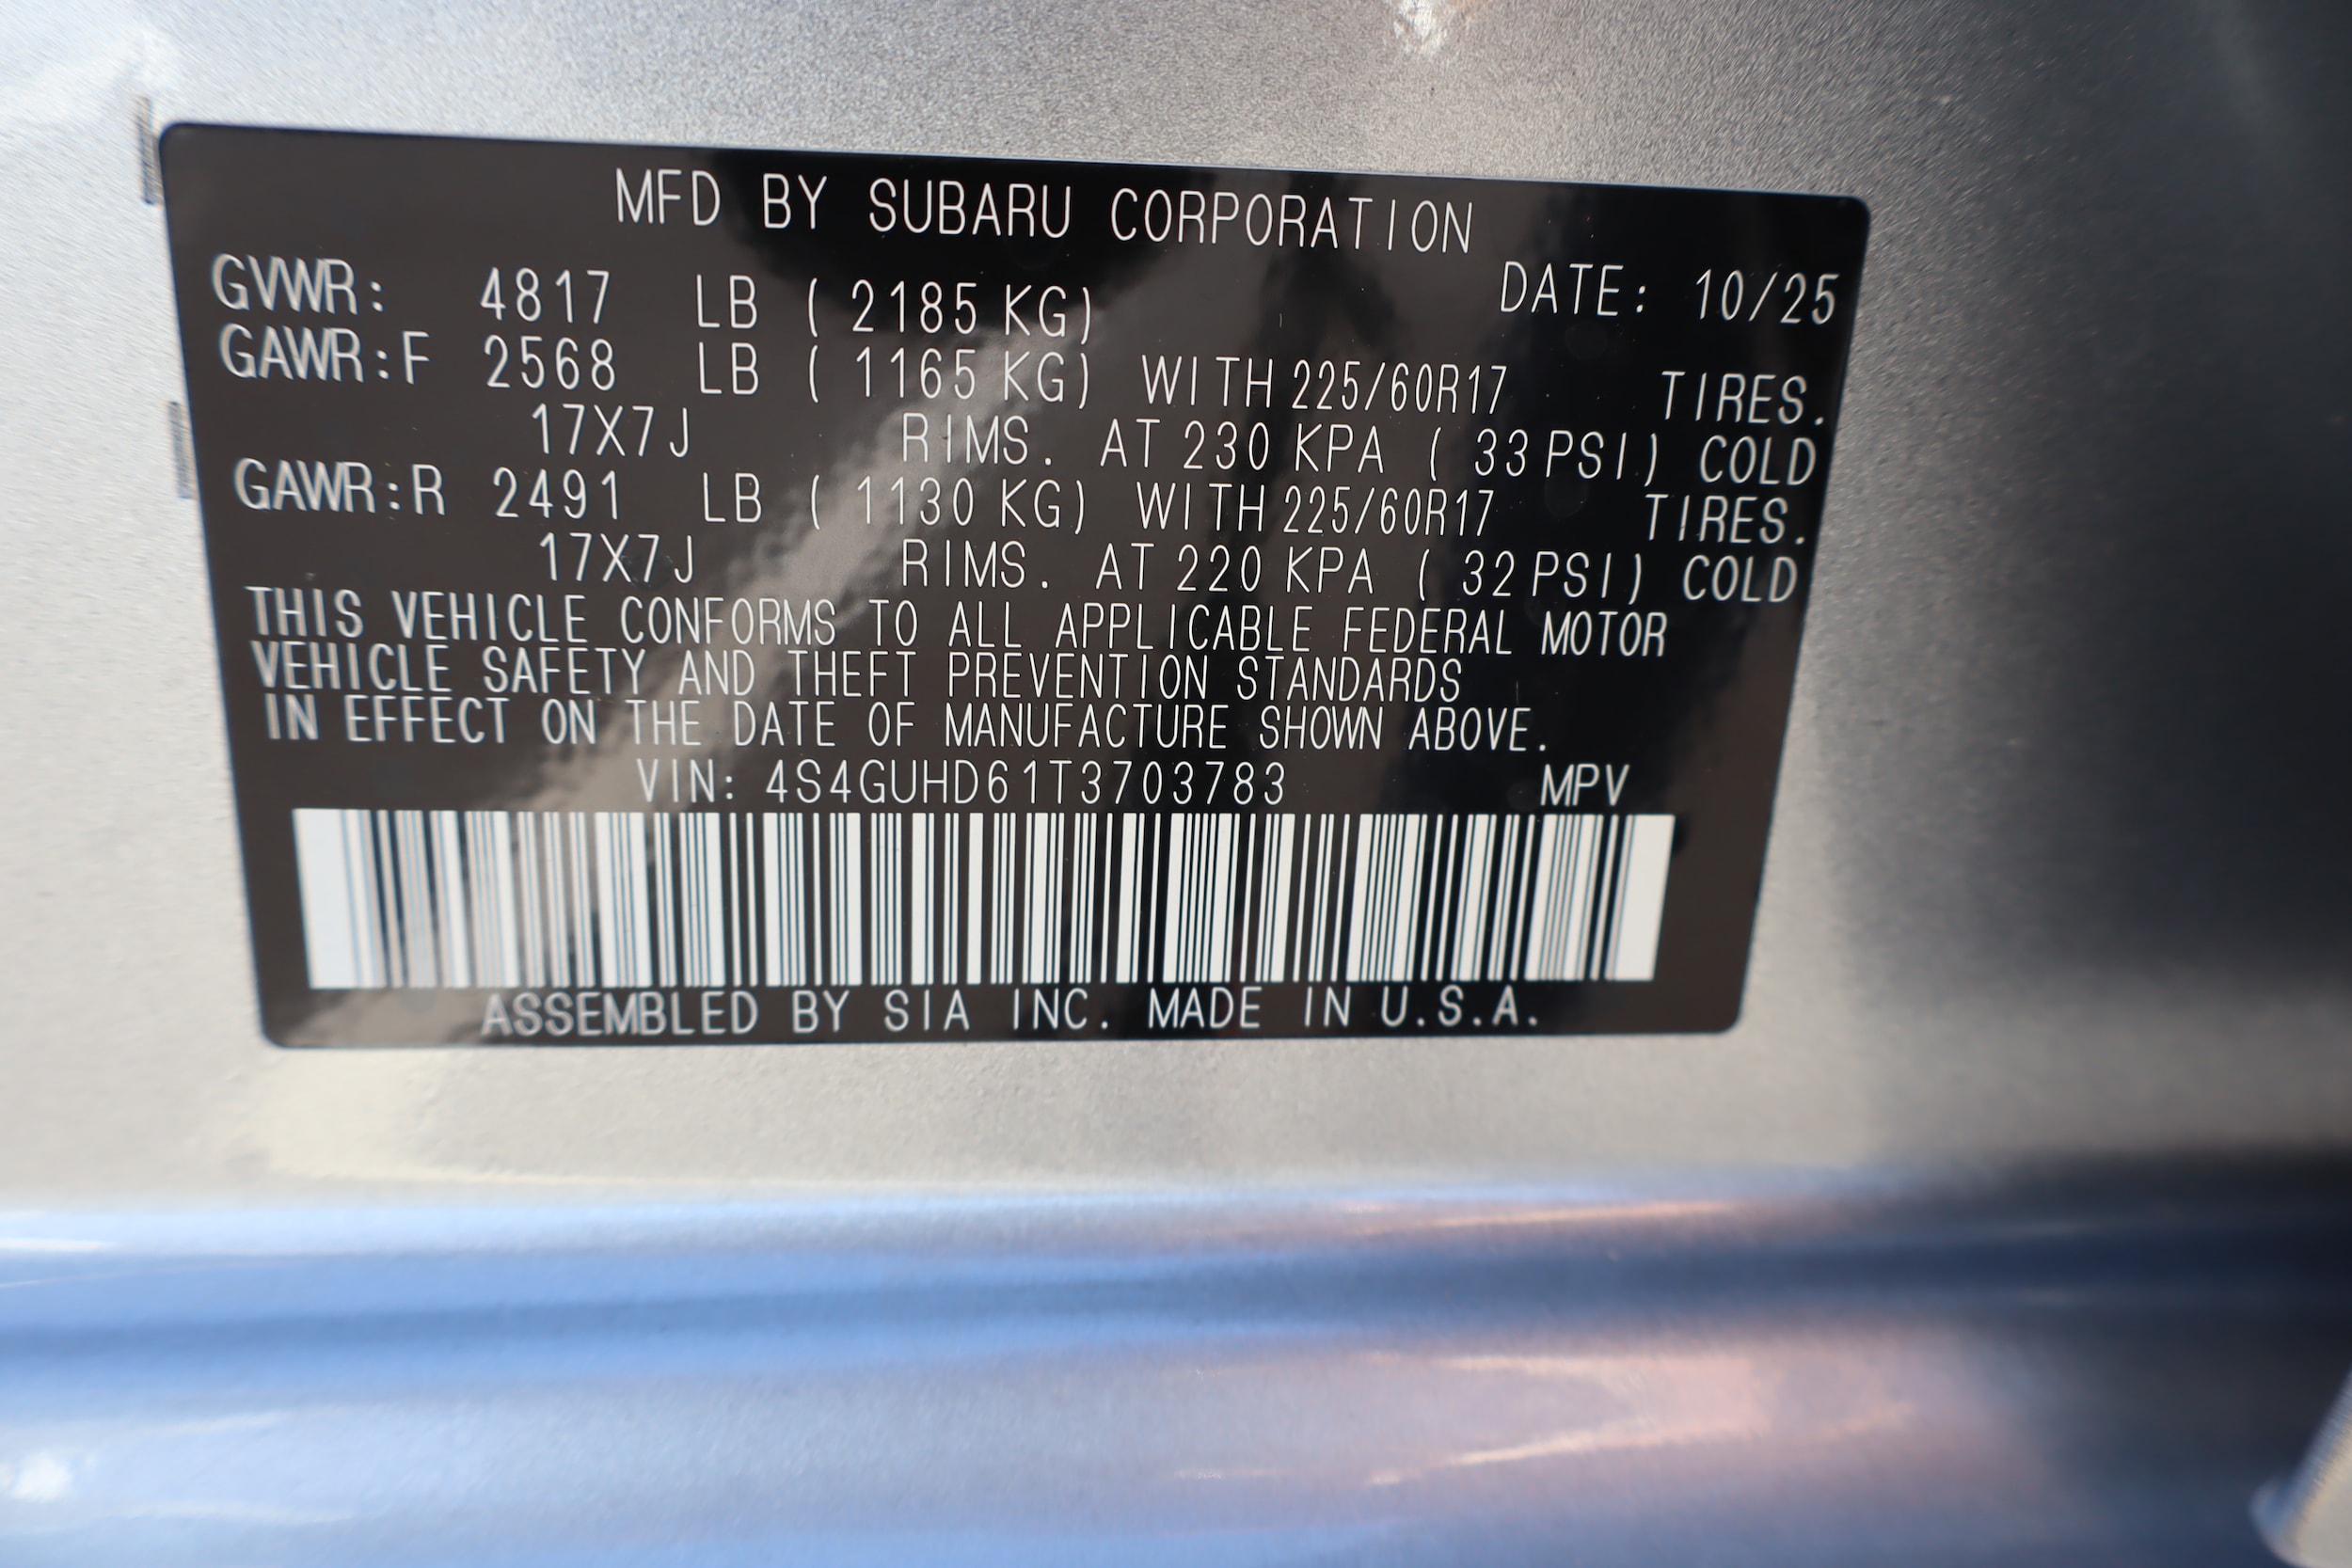 MFD BY SUBARU CORPORATION
DATE: 10/25
GVWR: 4817 LB ( 2185 KG)
GAWR:F 2568 LB ( 1165 KG) WITH 225/60R17 TIRES.
17X7J RIMS. AT 230 KPA ( 33 PSI) COLD
GAWR:R 2491 LB ( 1130 KG) WITH 225/60R17 TIRES.
17X7J RIMS. AT 220 KPA ( 32 PSI) COLD
THIS VEHICLE CONFORMS TO ALL APPLICABLE FEDERAL MOTOR
VEHICLE SAFETY AND THEFT PREVENTION STANDARDS
IN EFFECT ON THE DATE OF MANUFACTURE SHOWN ABOVE.
VIN: 4S4GUHD61T3703783 MPV
ASSEMBLED BY SIA INC. MADE IN U.S.A.